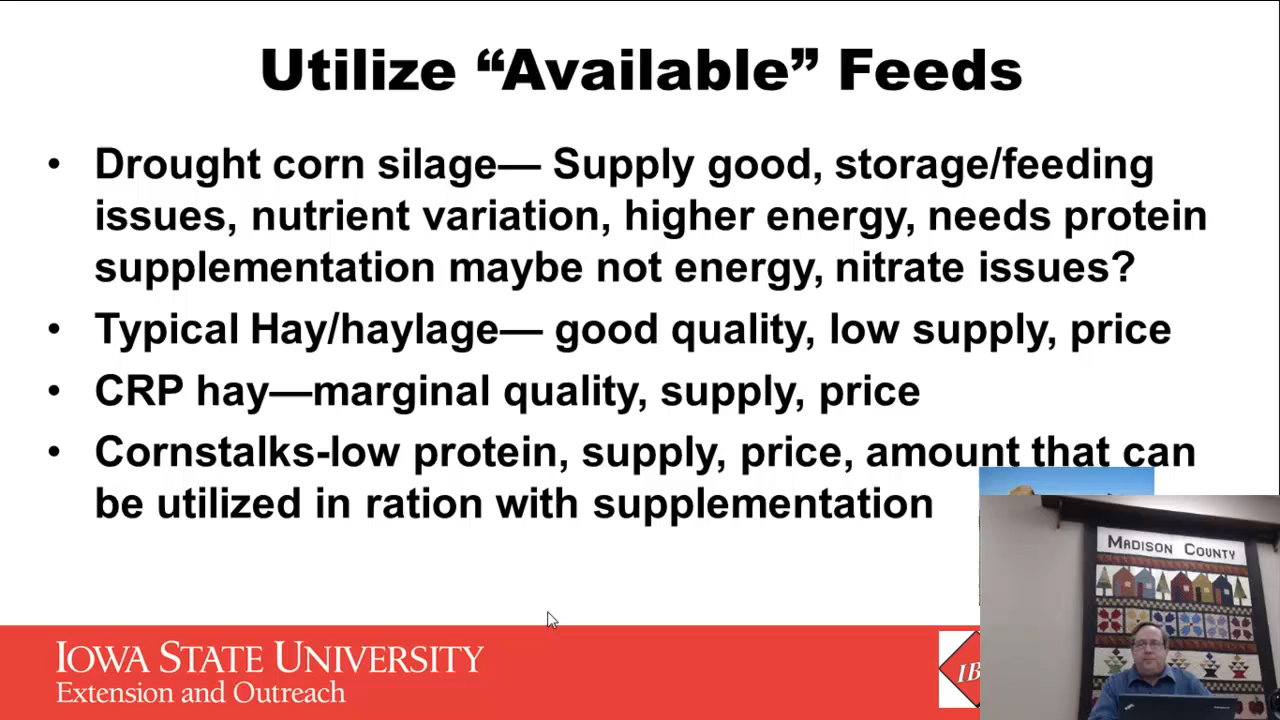 Utilize “Available” Feeds
• Drought corn silage— Supply good, storage/feeding
issues, nutrient variation, higher energy, needs protein
supplementation maybe not energy, nitrate issues?
• Typical Hay/haylage— good quality, low supply, price
• CRP hay—marginal quality, supply, price
• Cornstalks-low protein, supply, price, amount that can
be utilized in ration with supplementation
MADISON COUNTY
IOWA STATE UNIVERSITY
Extension and Outreach